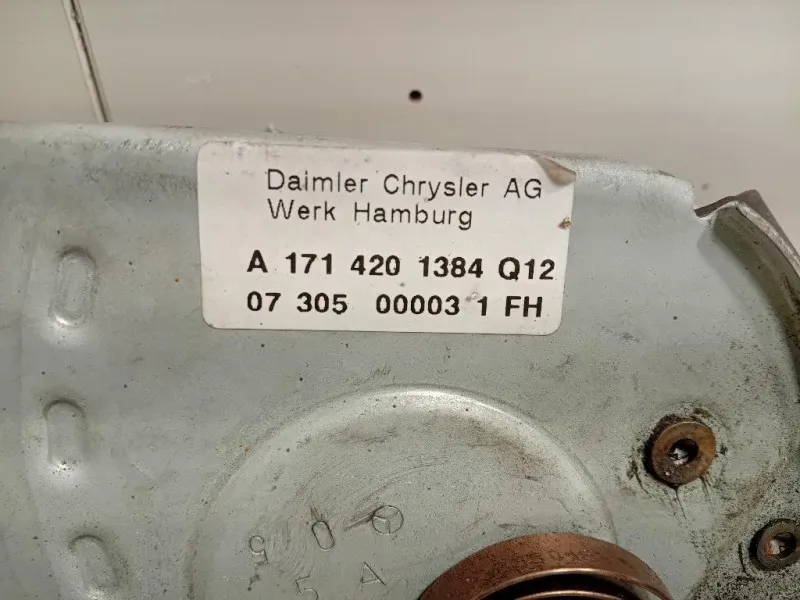 Daimler Chrysler AG
Werk Hamburg
A 171 420 1384 Q12
07 305 00003 1 FH